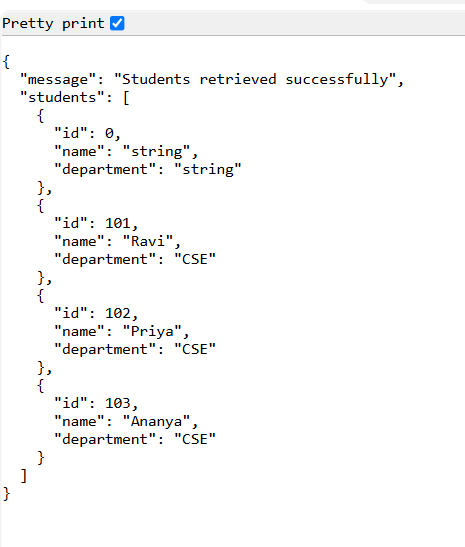 Pretty print
{
  "message": "Students retrieved successfully",
  "students": [
    {
      "id": 0,
      "name": "string",
      "department": "string"
    },
    {
      "id": 101,
      "name": "Ravi",
      "department": "CSE"
    },
    {
      "id": 102,
      "name": "Priya",
      "department": "CSE"
    },
    {
      "id": 103,
      "name": "Ananya",
      "department": "CSE"
    }
  ]
}